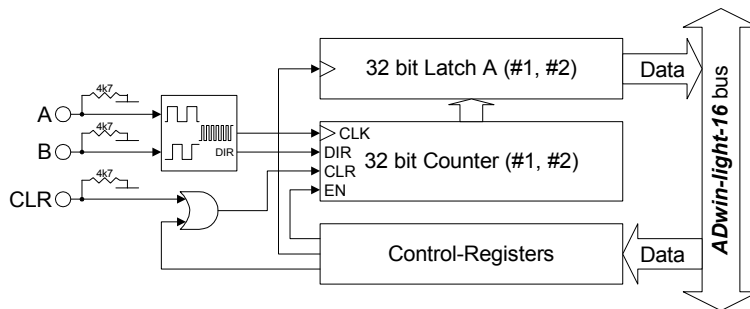 32 bit Latch A (#1, #2)
Data
4k7
A
4k7
B
4k7
CLR
DIR
CLK
DIR
CLR
EN
32 bit Counter (#1, #2)
Control-Registers
Data
ADwin-light-16 bus